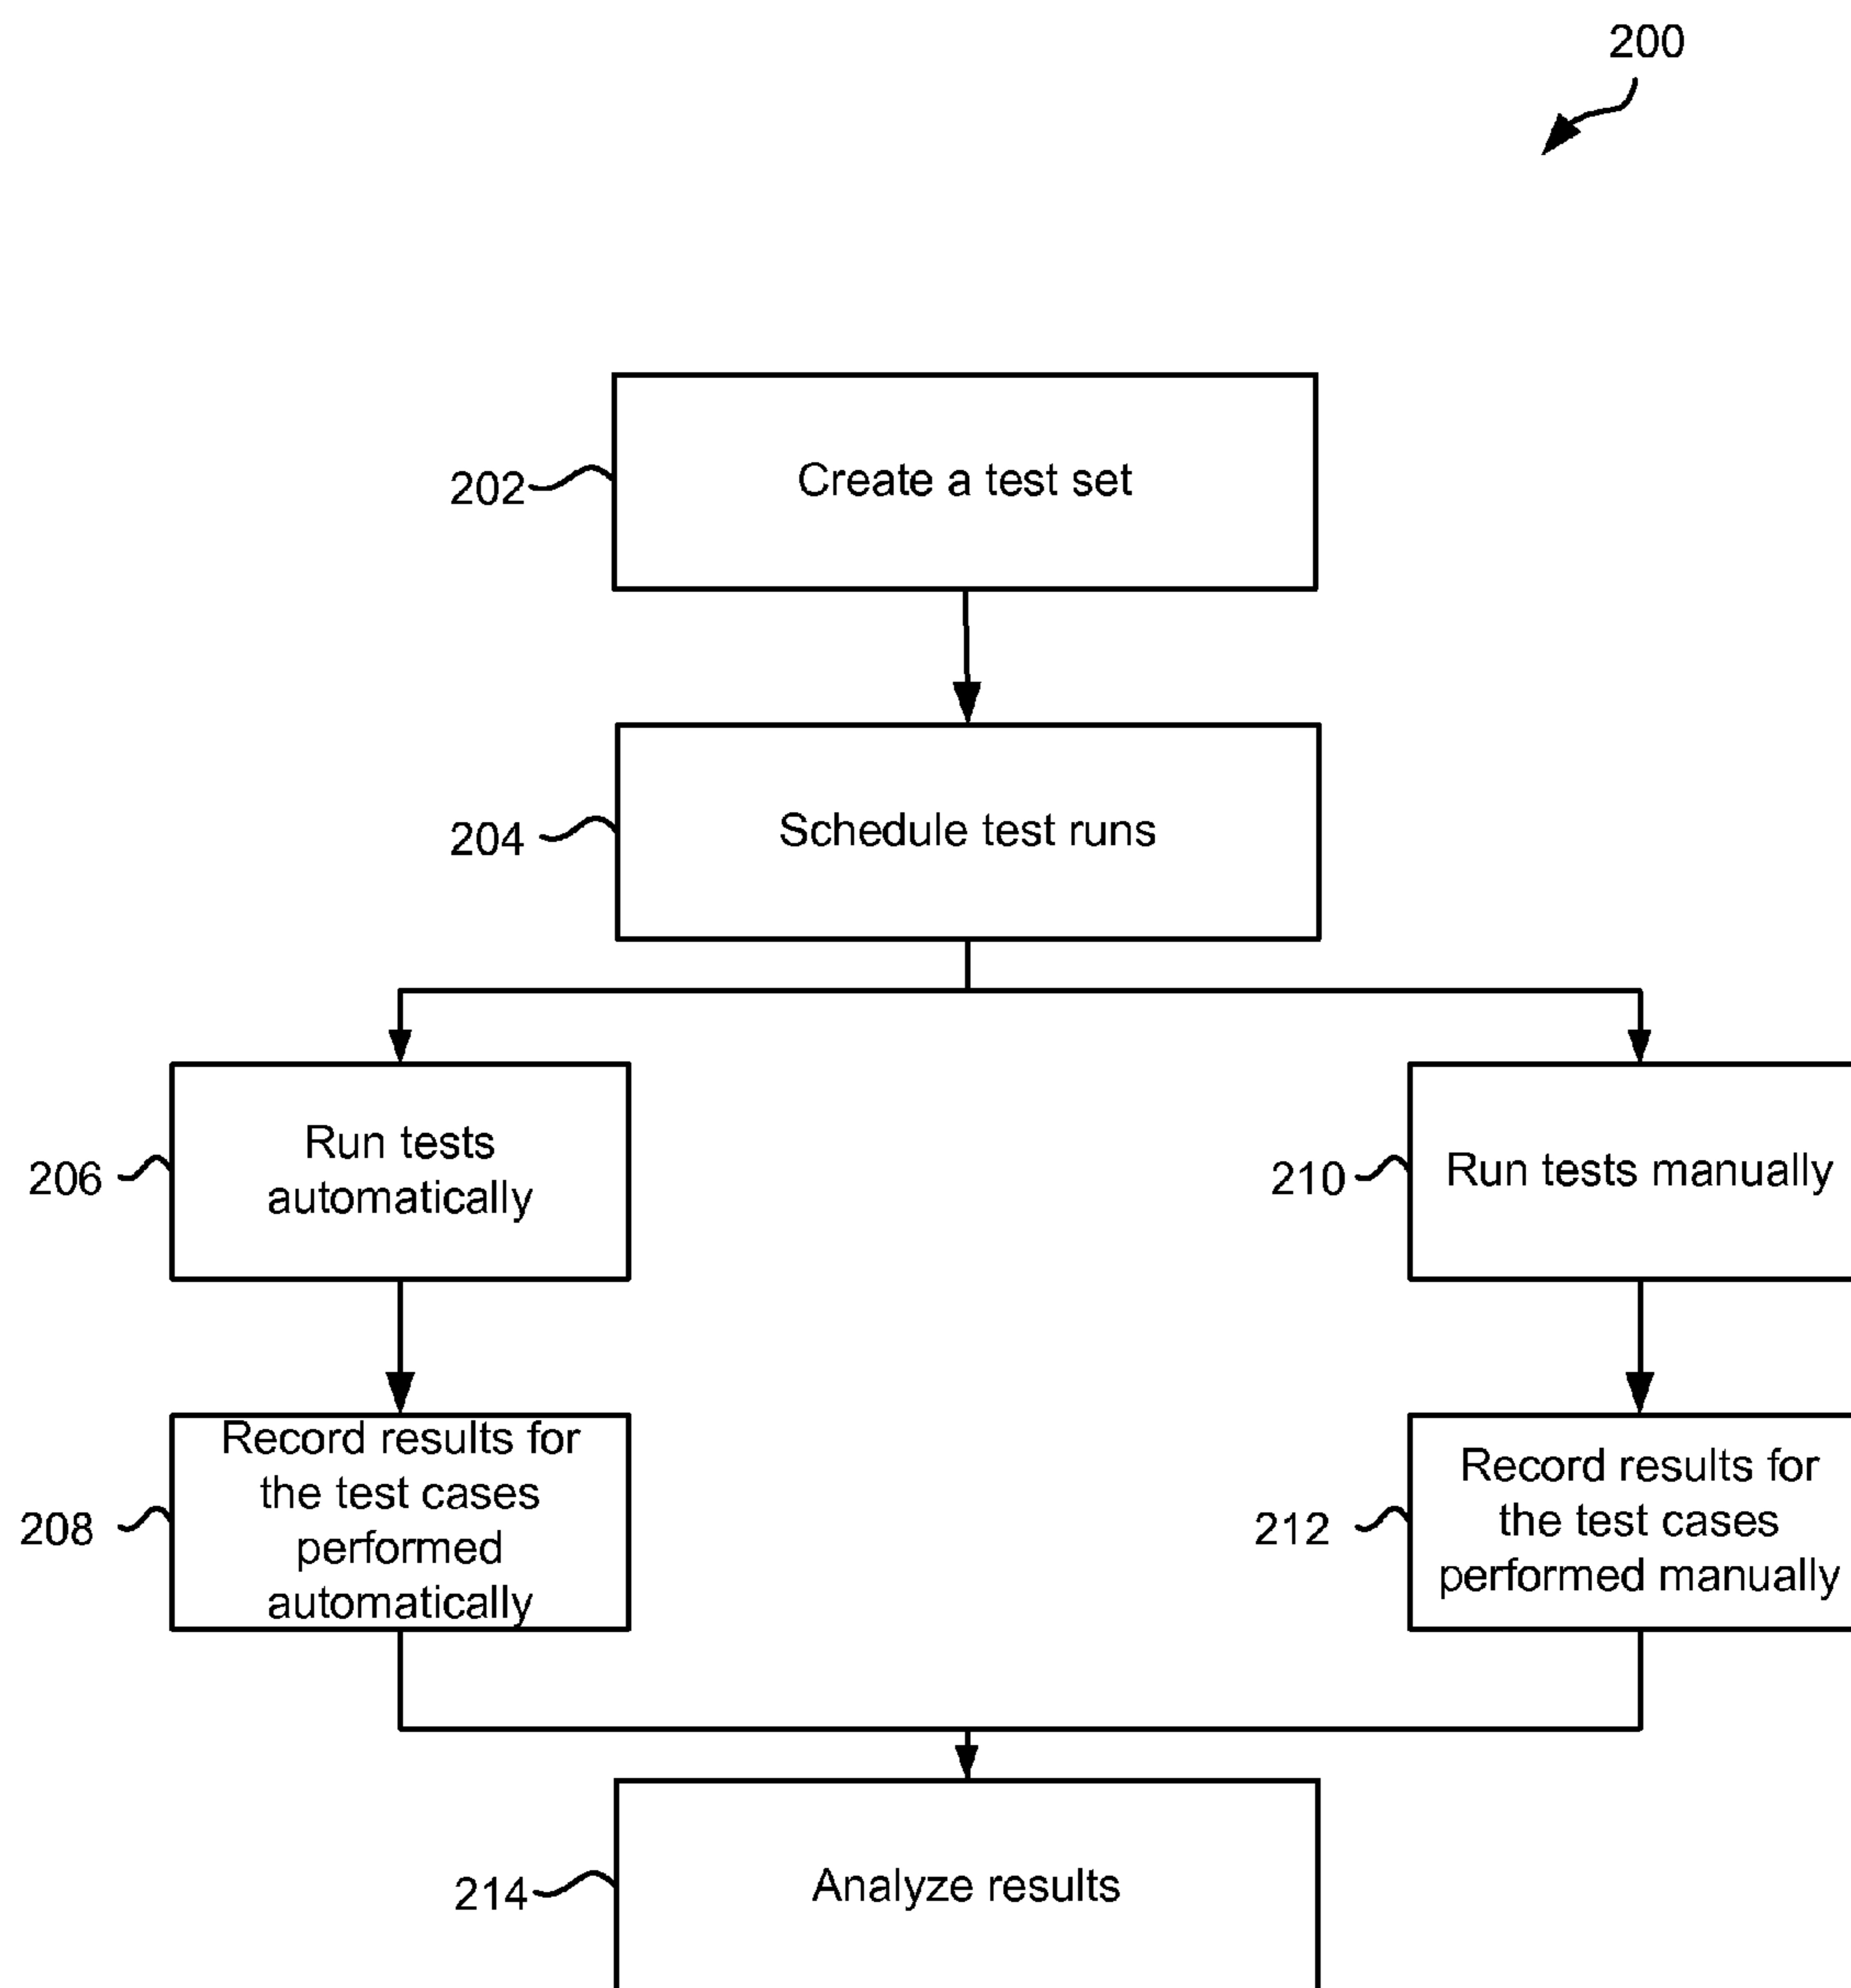 200
202
Create a test set
204
Schedule test runs
206
Run tests
automatically
210
Run tests manually
208
Record results for
the test cases
performed
automatically
212
Record results for
the test cases
performed manually
214
Analyze results